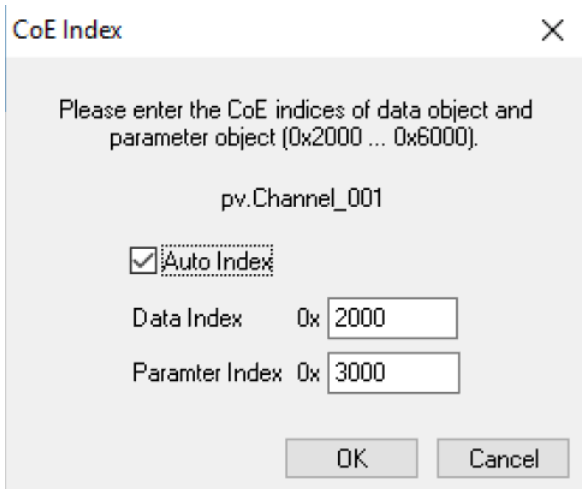 CoE Index
Please enter the CoE indices of data object and
parameter object (0x2000 ... 0x6000).
pv.Channel_001
Auto Index
Data Index 0x 2000
Paramter Index 0x 3000
OK Cancel